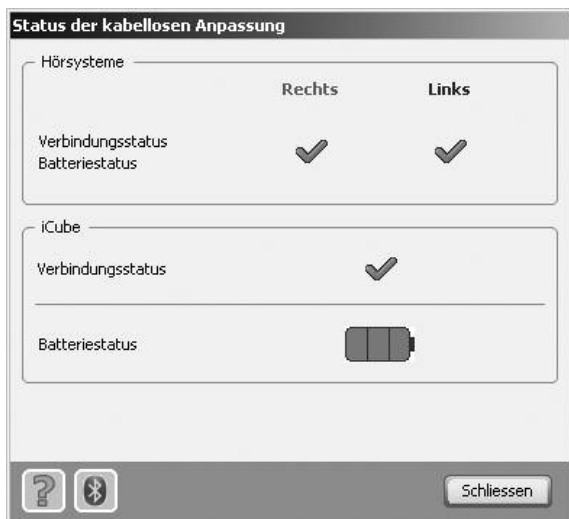 Status der kabellosen Anpassung
Hörsysteme
Rechts Links
Verbindungsstatus
Batteriestatus
iCube
Verbindungsstatus
Batteriestatus
?
Schliessen